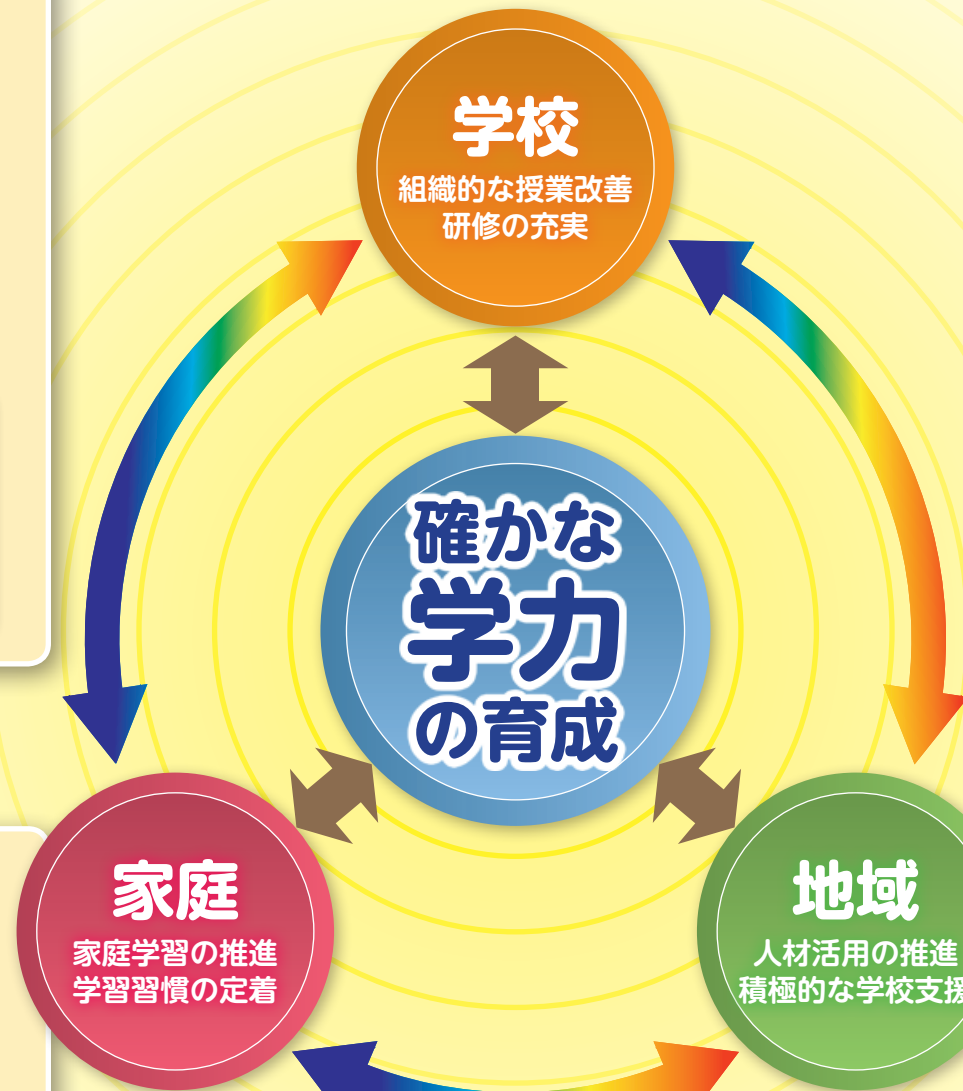 学校
組織的な授業改善
研修の充実
確かな
学力
の育成
家庭
家庭学習の推進
学習習慣の定着
地域
人材活用の推進
積極的な学校支援